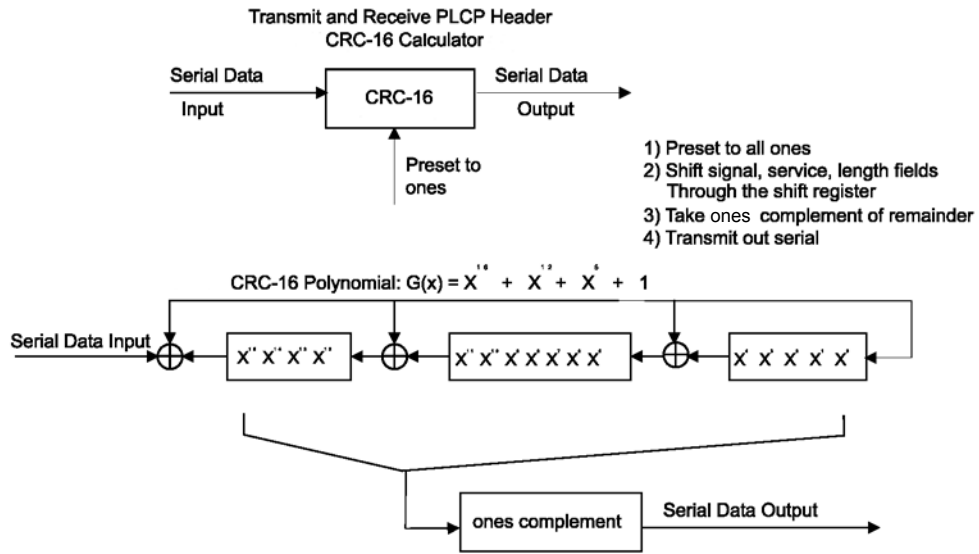 Transmit and Receive PLCP Header
CRC-16 Calculator
Serial Data
Input
CRC-16
Serial Data
Output
Preset to
ones
1) Preset to all ones
2) Shift signal, service, length fields
Through the shift register
3) Take ones complement of remainder
4) Transmit out serial
CRC-16 Polynomial: G(x) = X¹⁶ + X¹² + X⁵ + 1
Serial Data Input
X X X X
X X X X X X X
X X X X X
ones complement
Serial Data Output